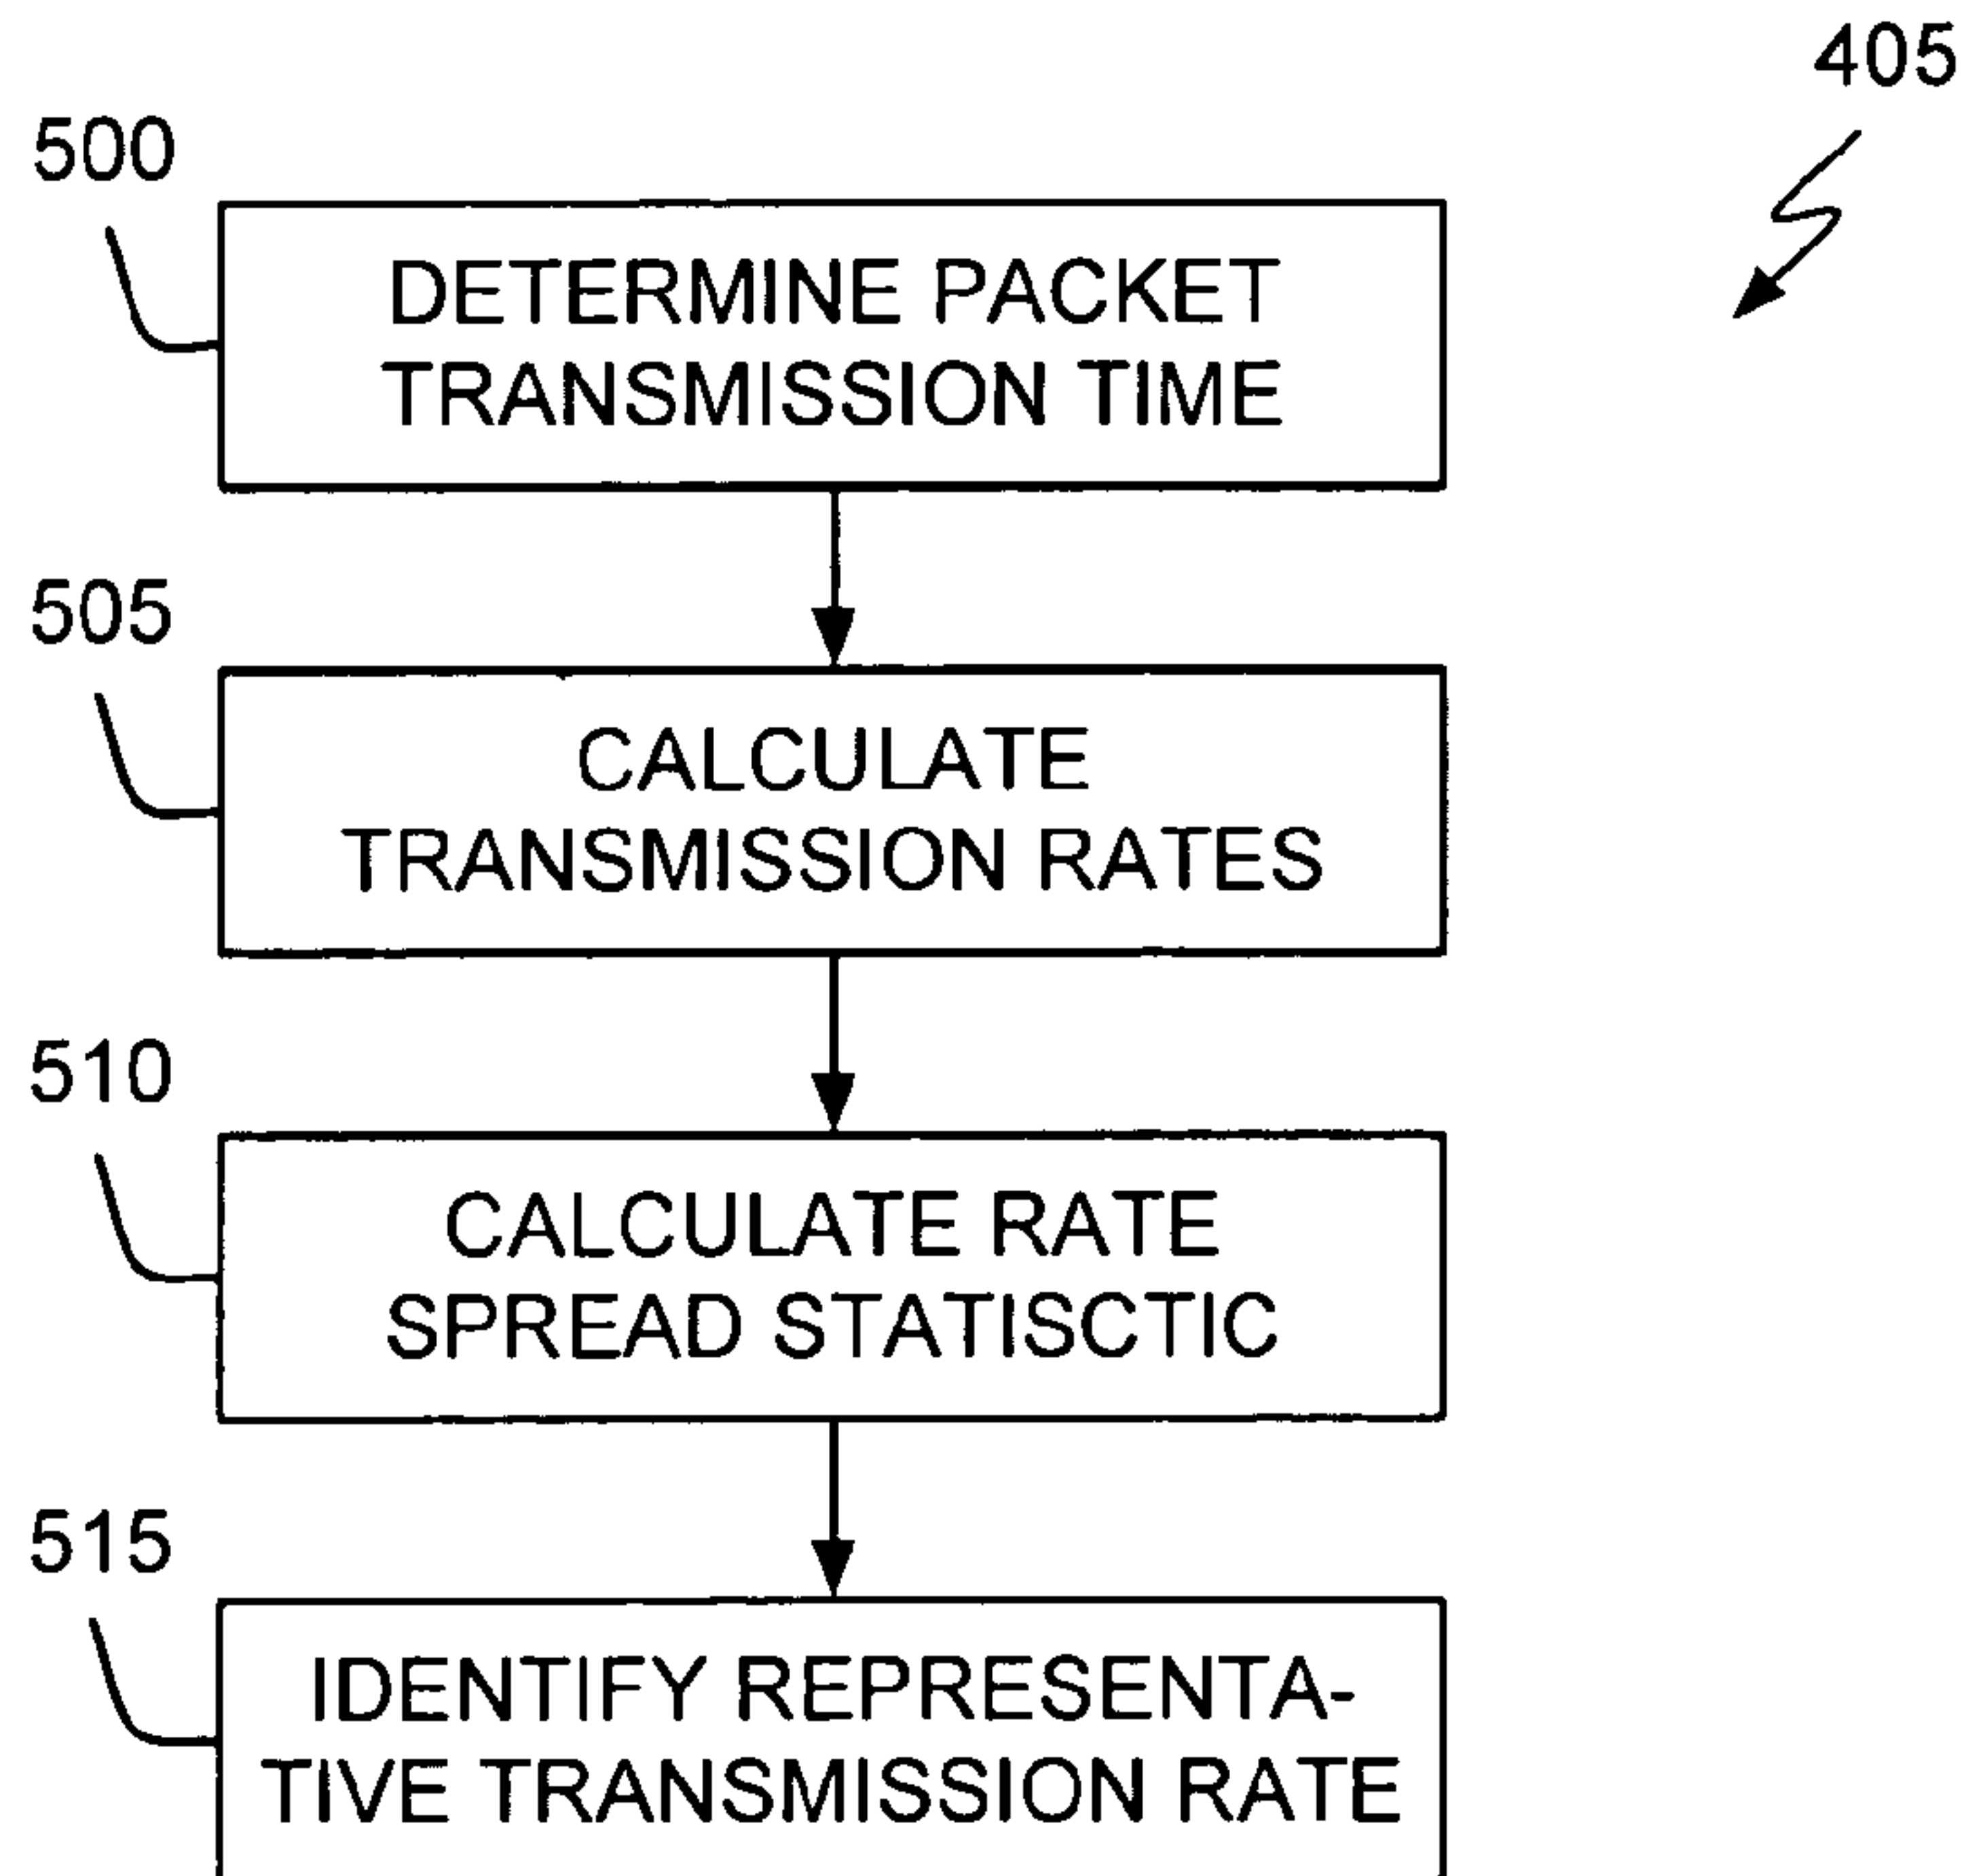 405
500
DETERMINE PACKET
TRANSMISSION TIME
505
CALCULATE
TRANSMISSION RATES
510
CALCULATE RATE
SPREAD STATISCTIC
515
IDENTIFY REPRESENTA-
TIVE TRANSMISSION RATE